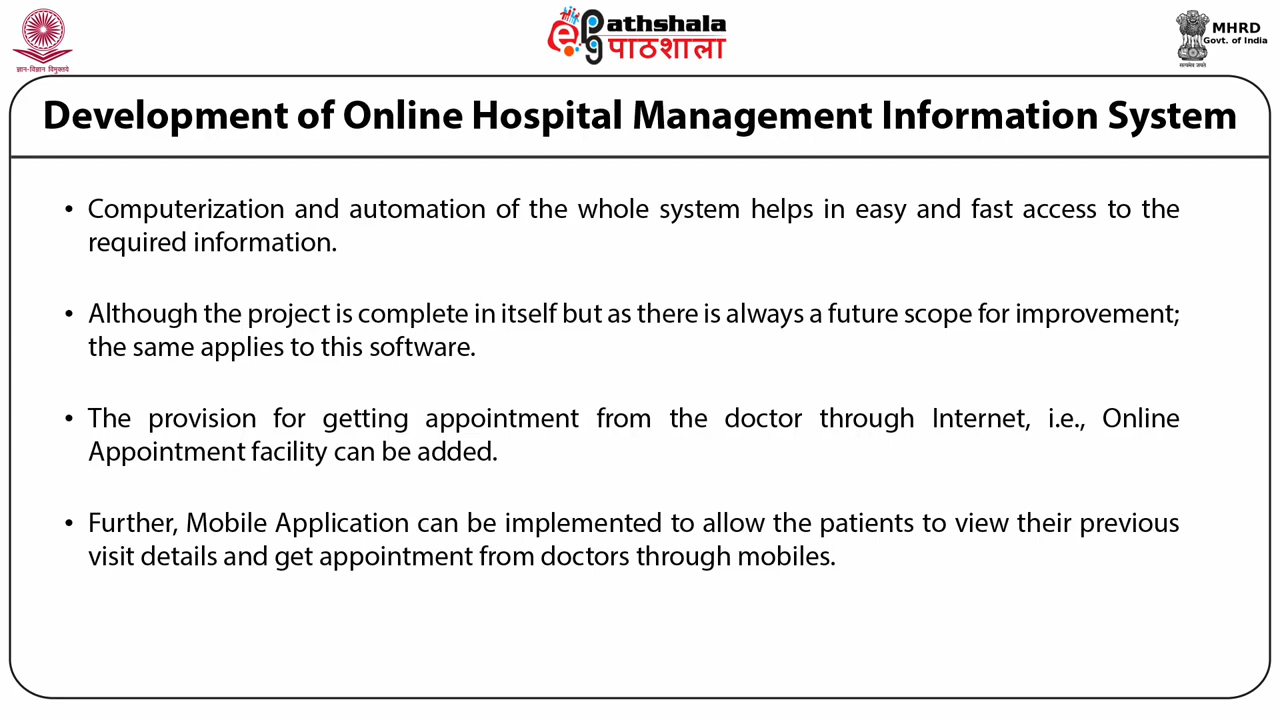 ज्ञान-विज्ञान विमुक्तये
ePathshala
पाठशाला
सत्यमेव जयते
MHRD
Govt. of India
Development of Online Hospital Management Information System
• Computerization and automation of the whole system helps in easy and fast access to the
required information.
• Although the project is complete in itself but as there is always a future scope for improvement;
the same applies to this software.
• The provision for getting appointment from the doctor through Internet, i.e., Online
Appointment facility can be added.
• Further, Mobile Application can be implemented to allow the patients to view their previous
visit details and get appointment from doctors through mobiles.